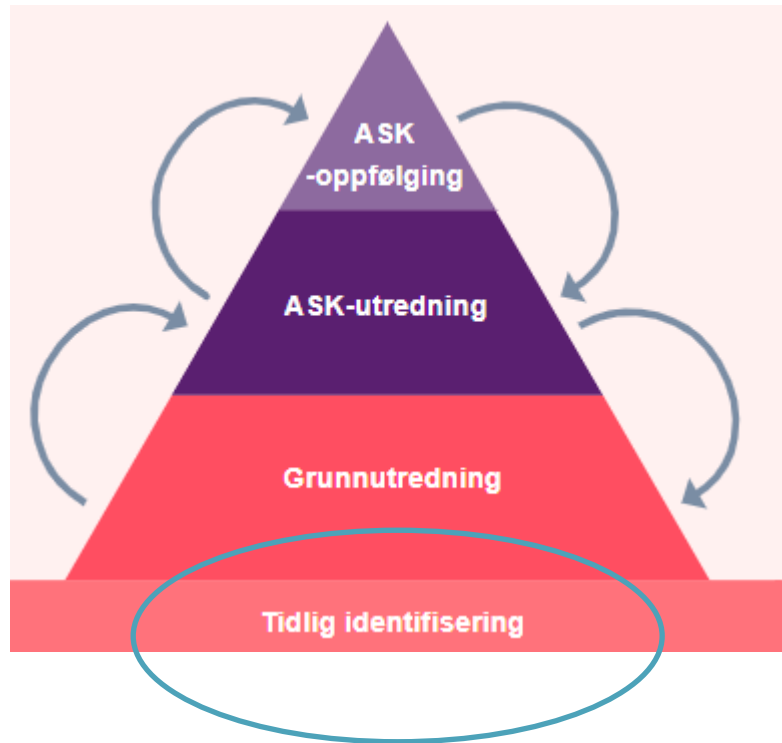 ASK
-oppfølging
ASK-utredning
Grunnutredning
Tidlig identifisering